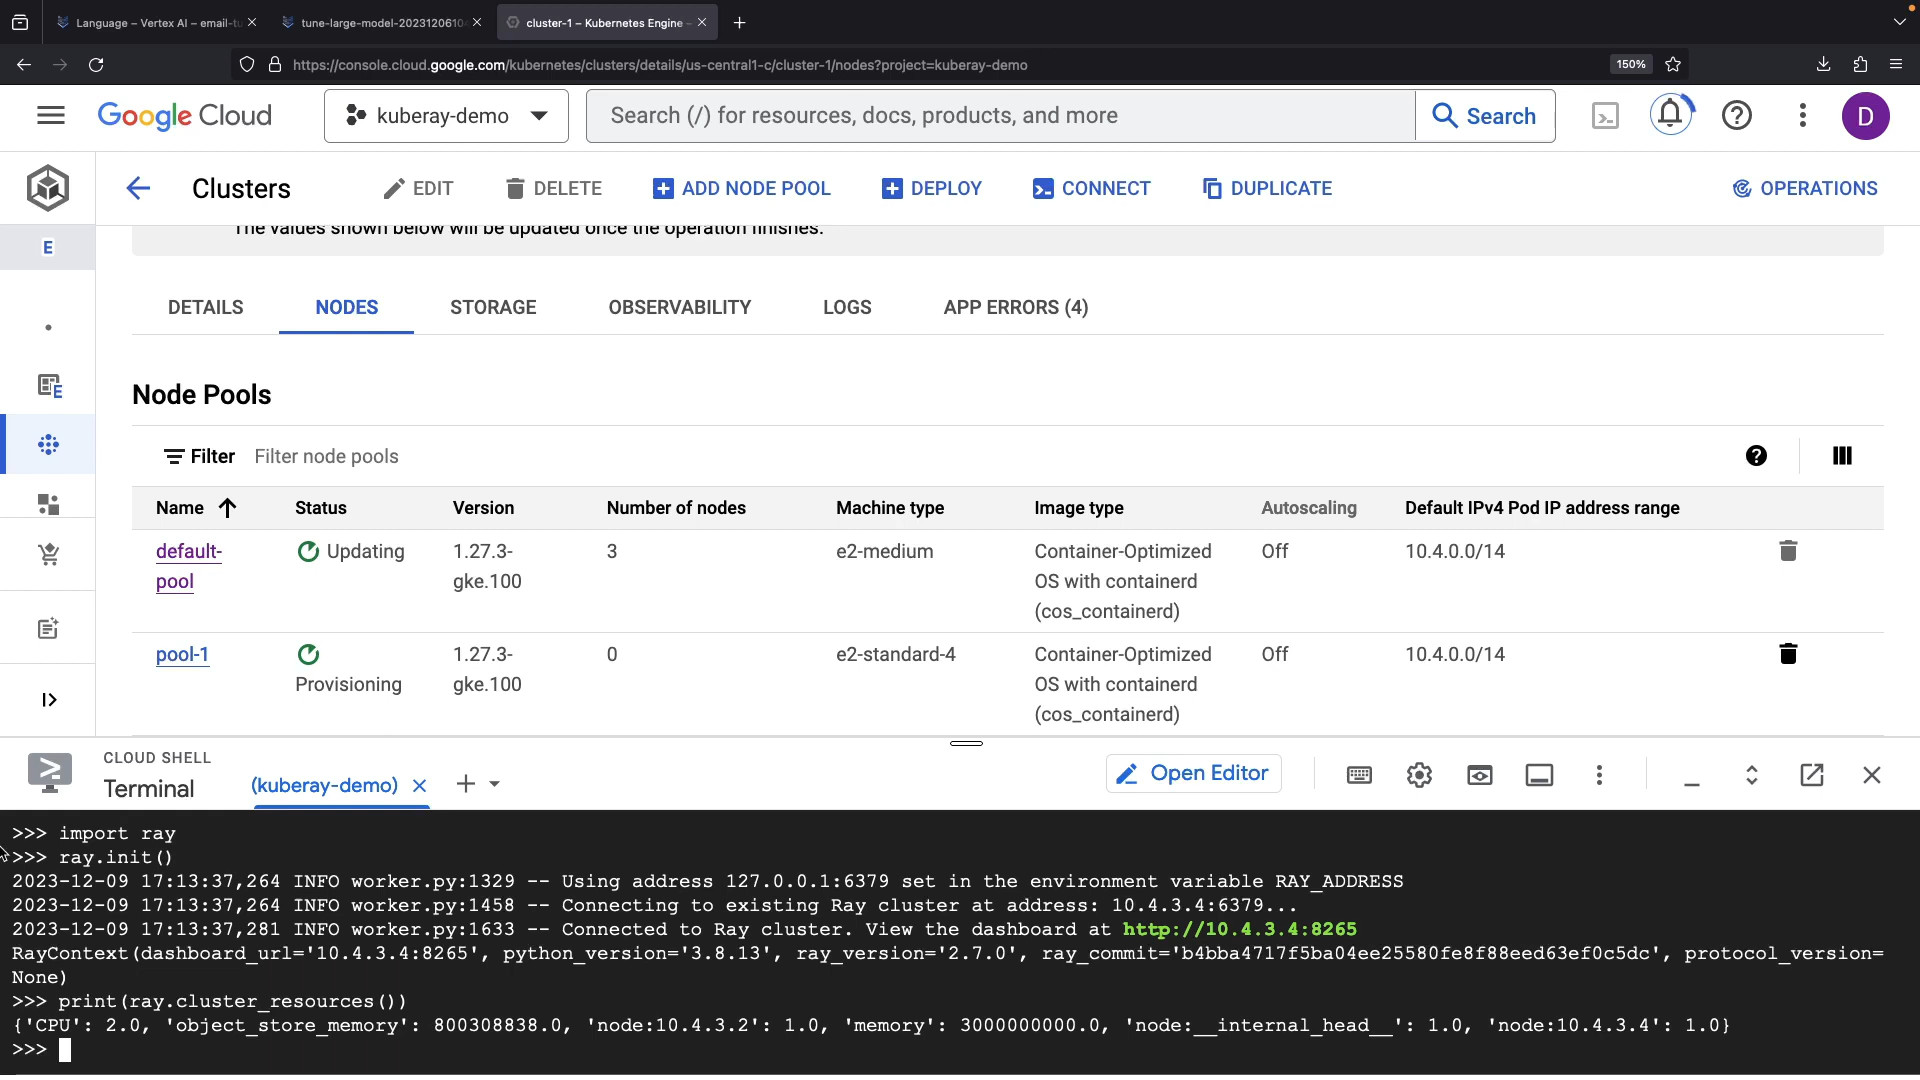 Language – Vertex AI – email-tu
tune-large-model-2023120610
cluster-1 – Kubernetes Engine –
https://console.cloud.google.com/kubernetes/clusters/details/us-central1-c/cluster-1/nodes?project=kuberay-demo
150%
Google Cloud
kuberay-demo
Search (/) for resources, docs, products, and more
Search
D
Clusters
EDIT
DELETE
ADD NODE POOL
DEPLOY
CONNECT
DUPLICATE
OPERATIONS
E
The values shown below will be updated once the operation finishes.
DETAILS
NODES
STORAGE
OBSERVABILITY
LOGS
APP ERRORS (4)
E
Node Pools
Filter
Filter node pools
Name
Status
Version
Number of nodes
Machine type
Image type
Autoscaling
Default IPv4 Pod IP address range
default-
pool
Updating
1.27.3-
gke.100
3
e2-medium
Container-Optimized
OS with containerd
(cos_containerd)
Off
10.4.0.0/14
pool-1
Provisioning
1.27.3-
gke.100
0
e2-standard-4
Container-Optimized
OS with containerd
(cos_containerd)
Off
10.4.0.0/14
CLOUD SHELL
Terminal
(kuberay-demo)
Open Editor
>>> import ray
>>> ray.init()
2023-12-09 17:13:37,264 INFO worker.py:1329 -- Using address 127.0.0.1:6379 set in the environment variable RAY_ADDRESS
2023-12-09 17:13:37,264 INFO worker.py:1458 -- Connecting to existing Ray cluster at address: 10.4.3.4:6379...
2023-12-09 17:13:37,281 INFO worker.py:1633 -- Connected to Ray cluster. View the dashboard at http://10.4.3.4:8265
RayContext(dashboard_url='10.4.3.4:8265', python_version='3.8.13', ray_version='2.7.0', ray_commit='b4bba4717f5ba04ee25580fe8f88eed63ef0c5dc', protocol_version=
None)
>>> print(ray.cluster_resources())
{'CPU': 2.0, 'object_store_memory': 800308838.0, 'node:10.4.3.2': 1.0, 'memory': 3000000000.0, 'node:__internal_head__': 1.0, 'node:10.4.3.4': 1.0}
>>>